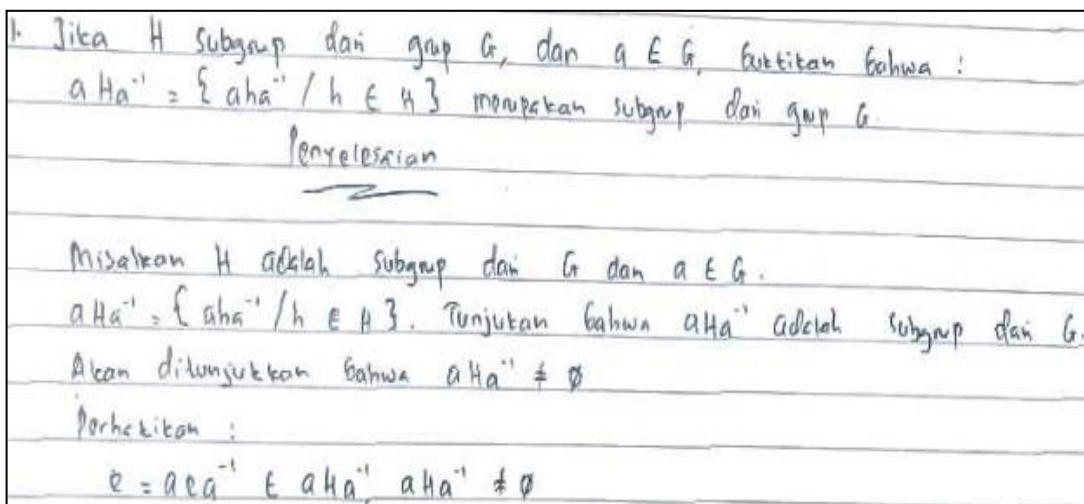 1. Jika H subgrup dari grup G, dan a ∈ G, buktikan bahwa :
aHa⁻¹ = { aha⁻¹ / h ∈ H } merupakan subgrup dari grup G.
Penyelesaian
Misalkan H adalah subgrup dari G dan a ∈ G.
aHa⁻¹ = { aha⁻¹ / h ∈ H }. Tunjukan bahwa aHa⁻¹ adalah subgrup dari G.
Akan ditunjukkan bahwa aHa⁻¹ ≠ ∅
Perhatikan :
e = aea⁻¹ ∈ aHa⁻¹, aHa⁻¹ ≠ ∅